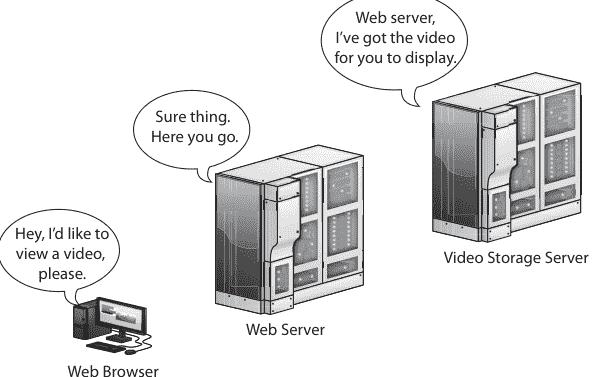 Web server,
I've got the video
for you to display.
Sure thing.
Here you go.
Hey, I'd like to
view a video,
please.
Video Storage Server
Web Server
Web Browser